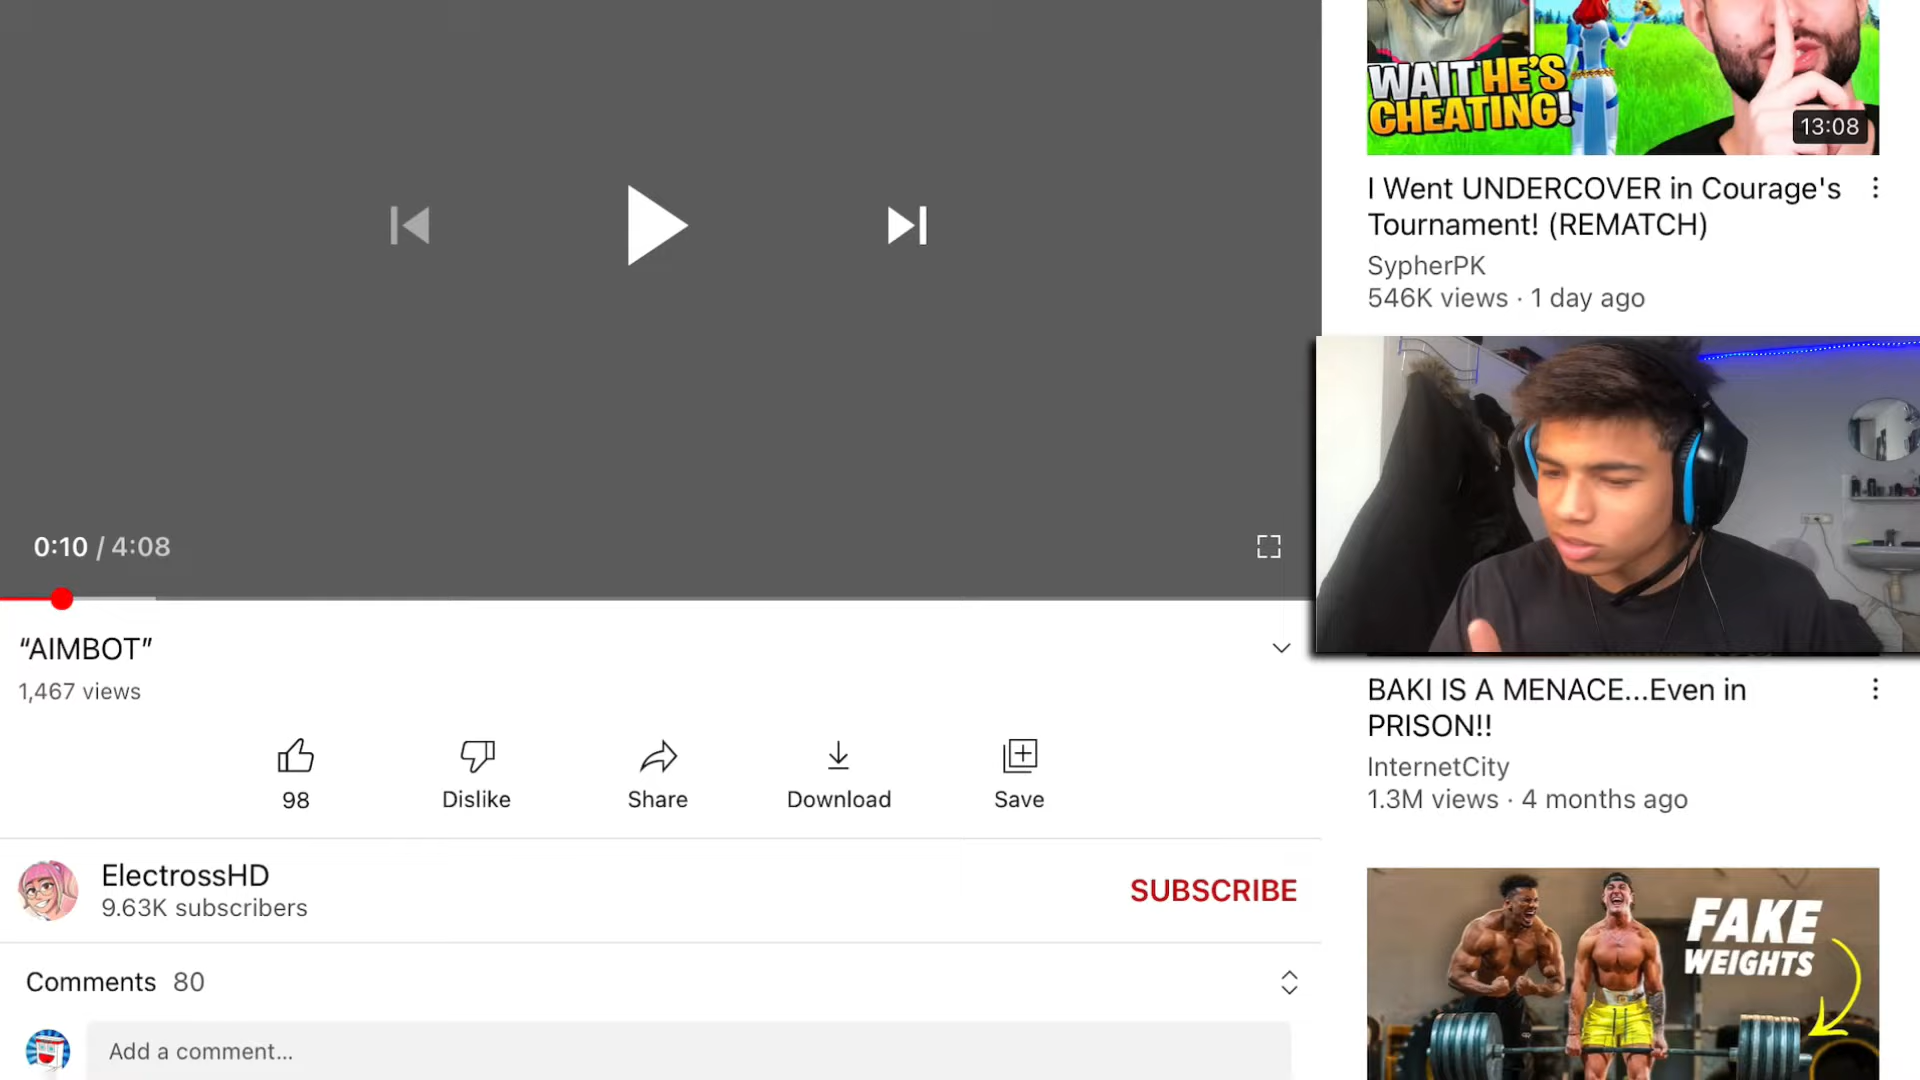 0:10 / 4:08
“AIMBOT”
1,467 views
98
Dislike
Share
Download
Save
ElectrossHD
9.63K subscribers
SUBSCRIBE
Comments 80
Add a comment...
WAIT HE'S
CHEATING!
13:08
I Went UNDERCOVER in Courage's
Tournament! (REMATCH)
SypherPK
546K views · 1 day ago
BAKI IS A MENACE...Even in
PRISON!!
InternetCity
1.3M views · 4 months ago
FAKE
WEIGHTS